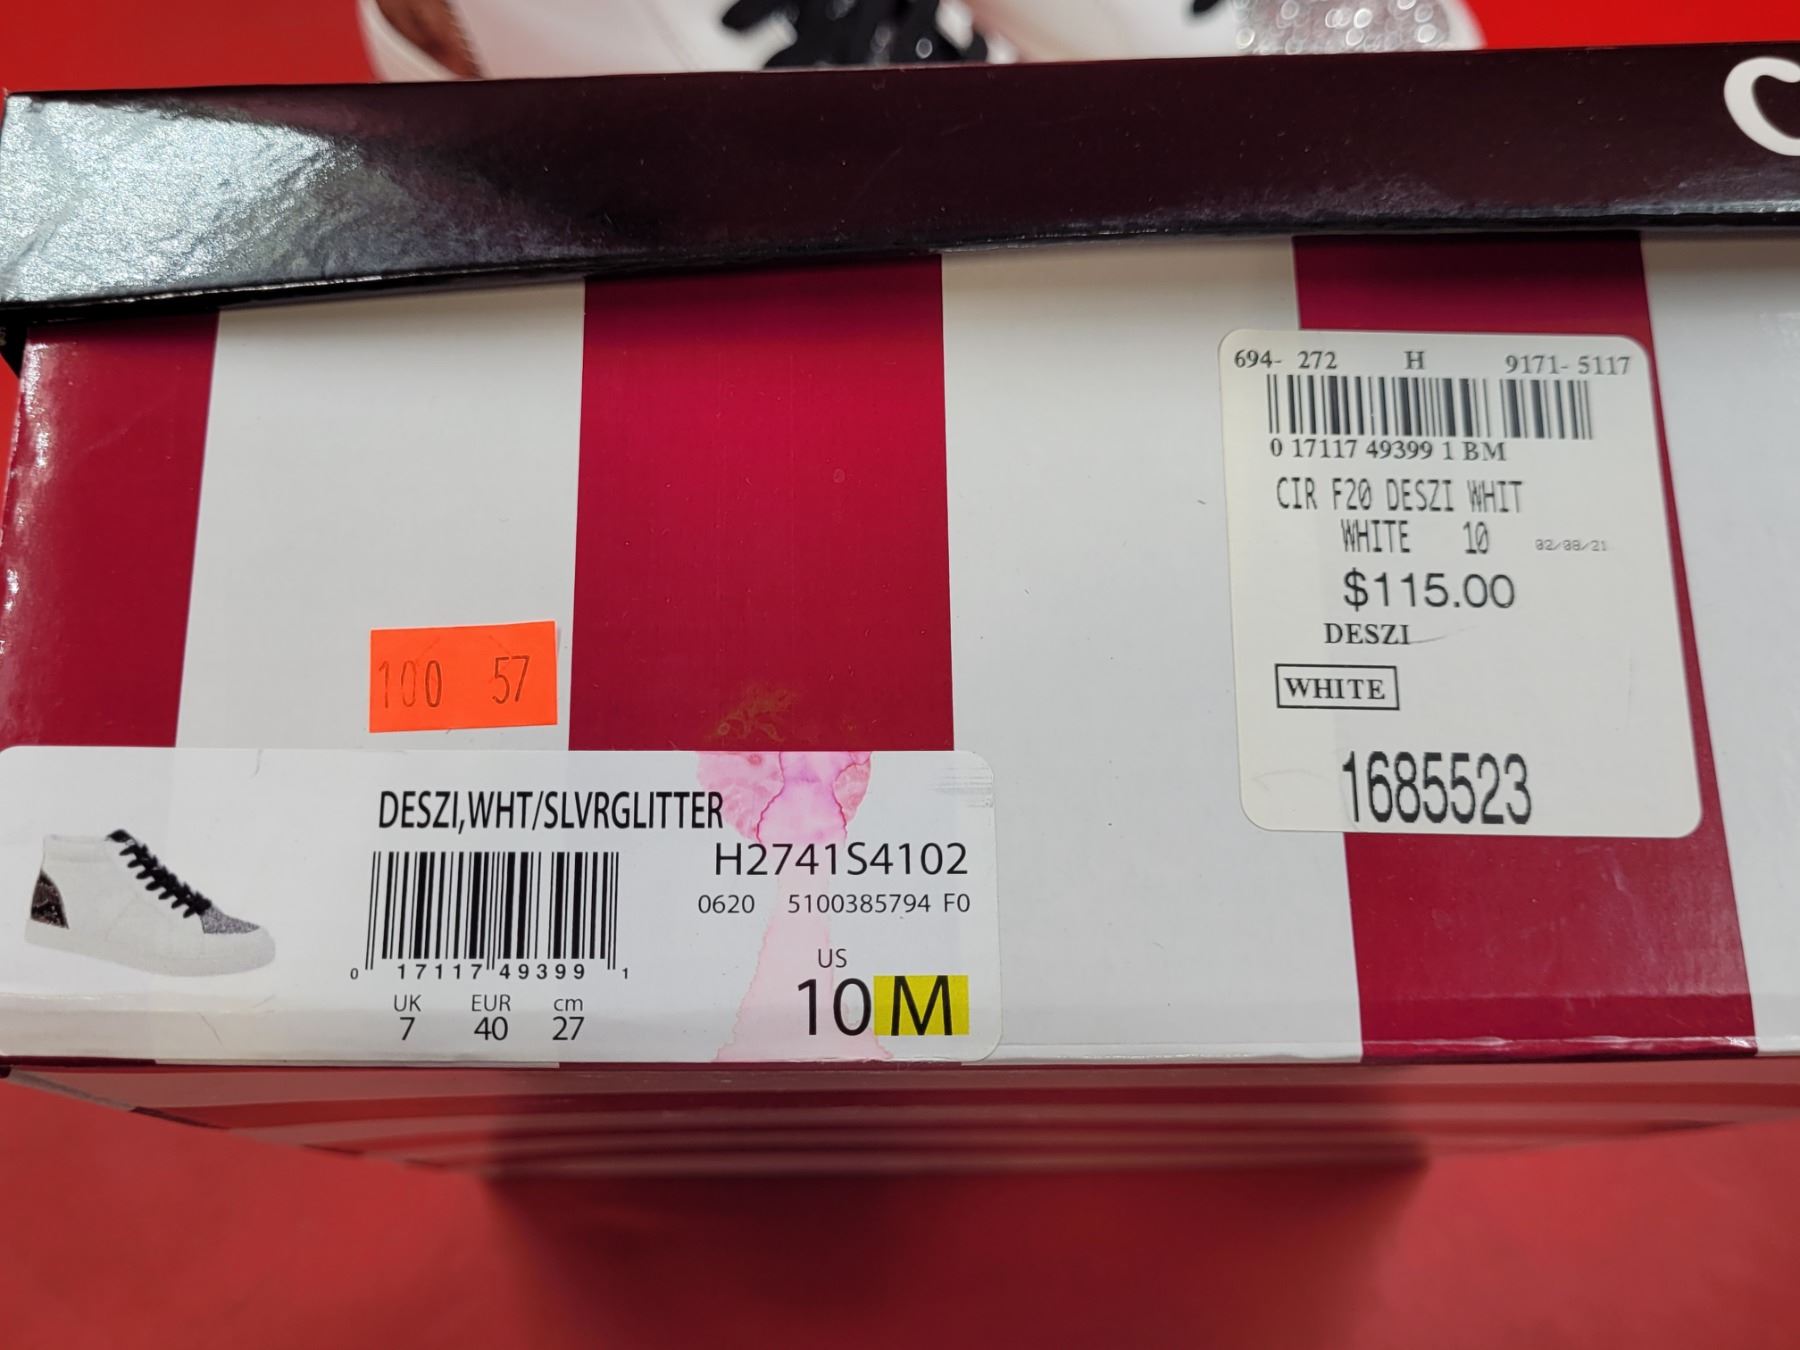 694- 272 H 9171- 5117
0 17117 49399 1 BM
CIR F20 DESZI WHIT
WHITE 10 02/08/21
$115.00
DESZI
WHITE
1685523
100 57
DESZI,WHT/SLVRGLITTER
H2741S4102
0620 5100385794 F0
0 17117 49399 1
US
10 M
UK EUR cm
7 40 27